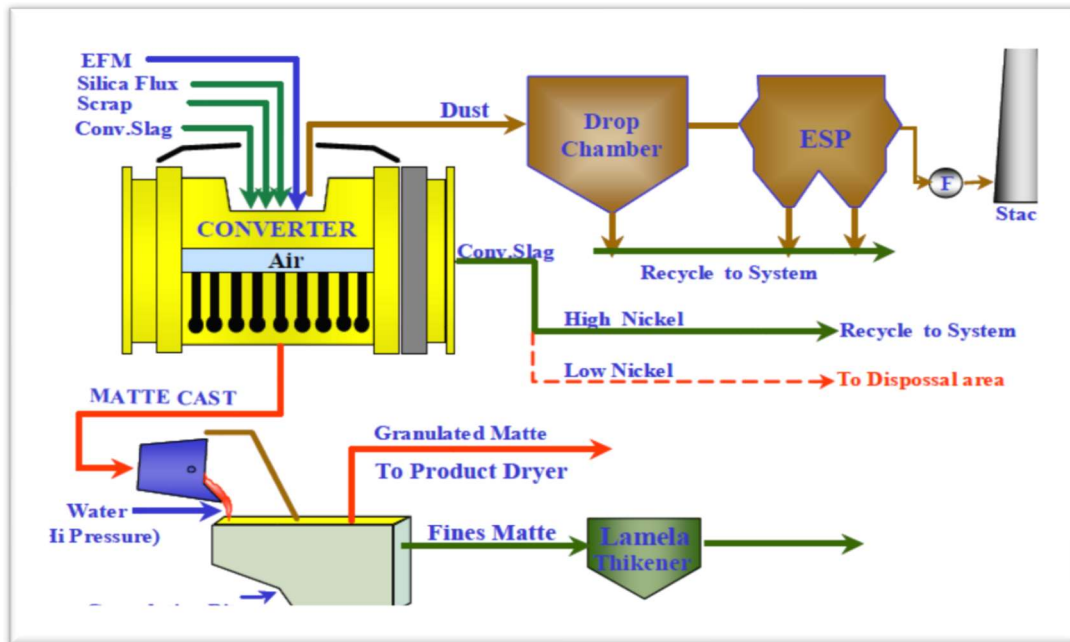 EFM
Silica Flux
Scrap
Conv.Slag
Dust
Drop
Chamber
ESP
F
Stac
CONVERTER
Air
Conv.Slag
Recycle to System
High Nickel
Recycle to System
Low Nickel
To Dispossal area
MATTE CAST
Granulated Matte
To Product Dryer
Water
Hi Pressure)
Fines Matte
Lamela
Thikener